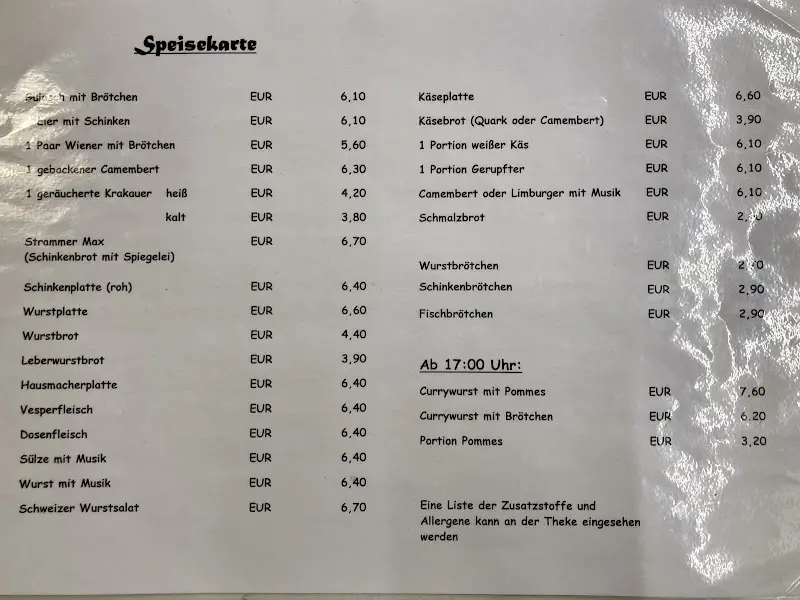 Speisekarte
mit Brötchen EUR 6,10
Eier mit Schinken EUR 6,10
1 Paar Wiener mit Brötchen EUR 5,60
1 gebackener Camembert EUR 6,30
1 geräucherte Krakauer heiß EUR 4,20
kalt EUR 3,80
Strammer Max EUR 6,70
(Schinkenbrot mit Spiegelei)
Schinkenplatte (roh) EUR 6,40
Wurstplatte EUR 6,60
Wurstbrot EUR 4,40
Leberwurstbrot EUR 3,90
Hausmacherplatte EUR 6,40
Vesperfleisch EUR 6,40
Dosenfleisch EUR 6,40
Sülze mit Musik EUR 6,40
Wurst mit Musik EUR 6,40
Schweizer Wurstsalat EUR 6,70
Käseplatte EUR 6,60
Käsebrot (Quark oder Camembert) EUR 3,90
1 Portion weißer Käs EUR 6,10
1 Portion Gerupfter EUR 6,10
Camembert oder Limburger mit Musik EUR 6,10
Schmalzbrot EUR
Wurstbrötchen EUR
Schinkenbrötchen EUR 2,90
Fischbrötchen EUR 2,90
Ab 17:00 Uhr:
Currywurst mit Pommes EUR 7,60
Currywurst mit Brötchen EUR 6.20
Portion Pommes EUR 3,20
Eine Liste der Zusatzstoffe und
Allergene kann an der Theke eingesehen
werden